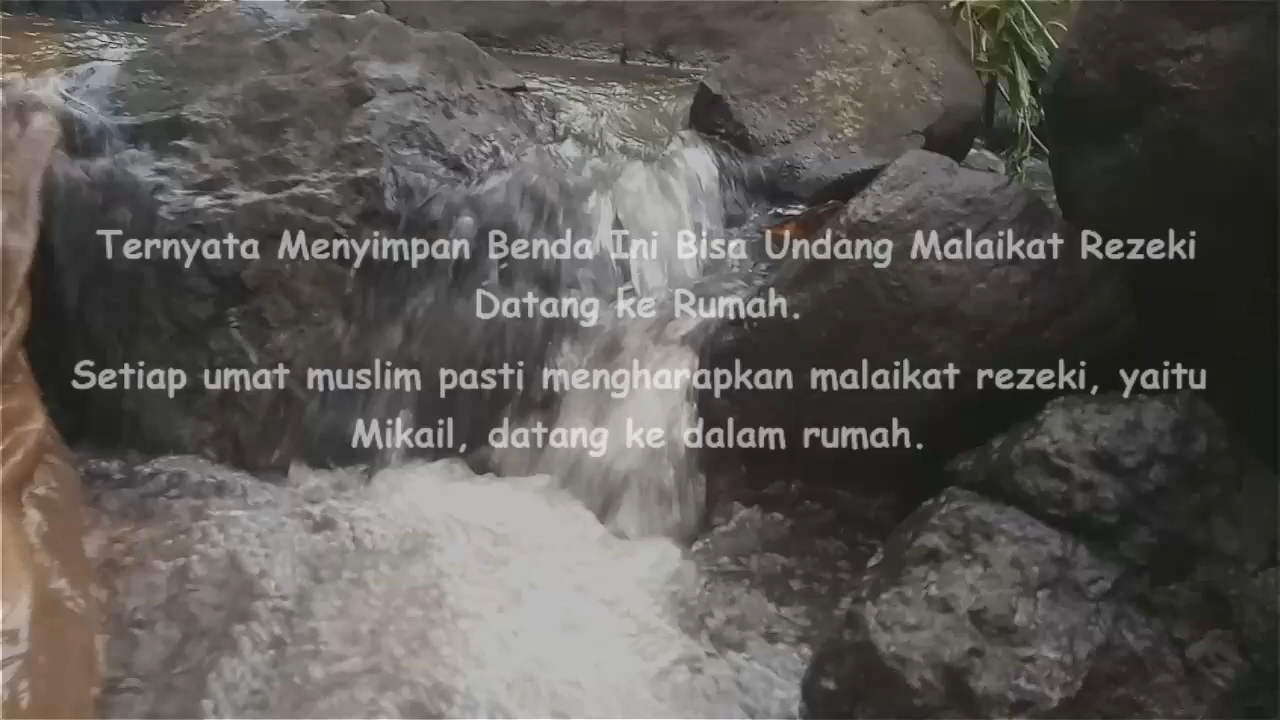 Ternyata Menyimpan Benda Ini Bisa Undang Malaikat Rezeki
Datang ke Rumah.
Setiap umat muslim pasti mengharapkan malaikat rezeki, yaitu
Mikail, datang ke dalam rumah.